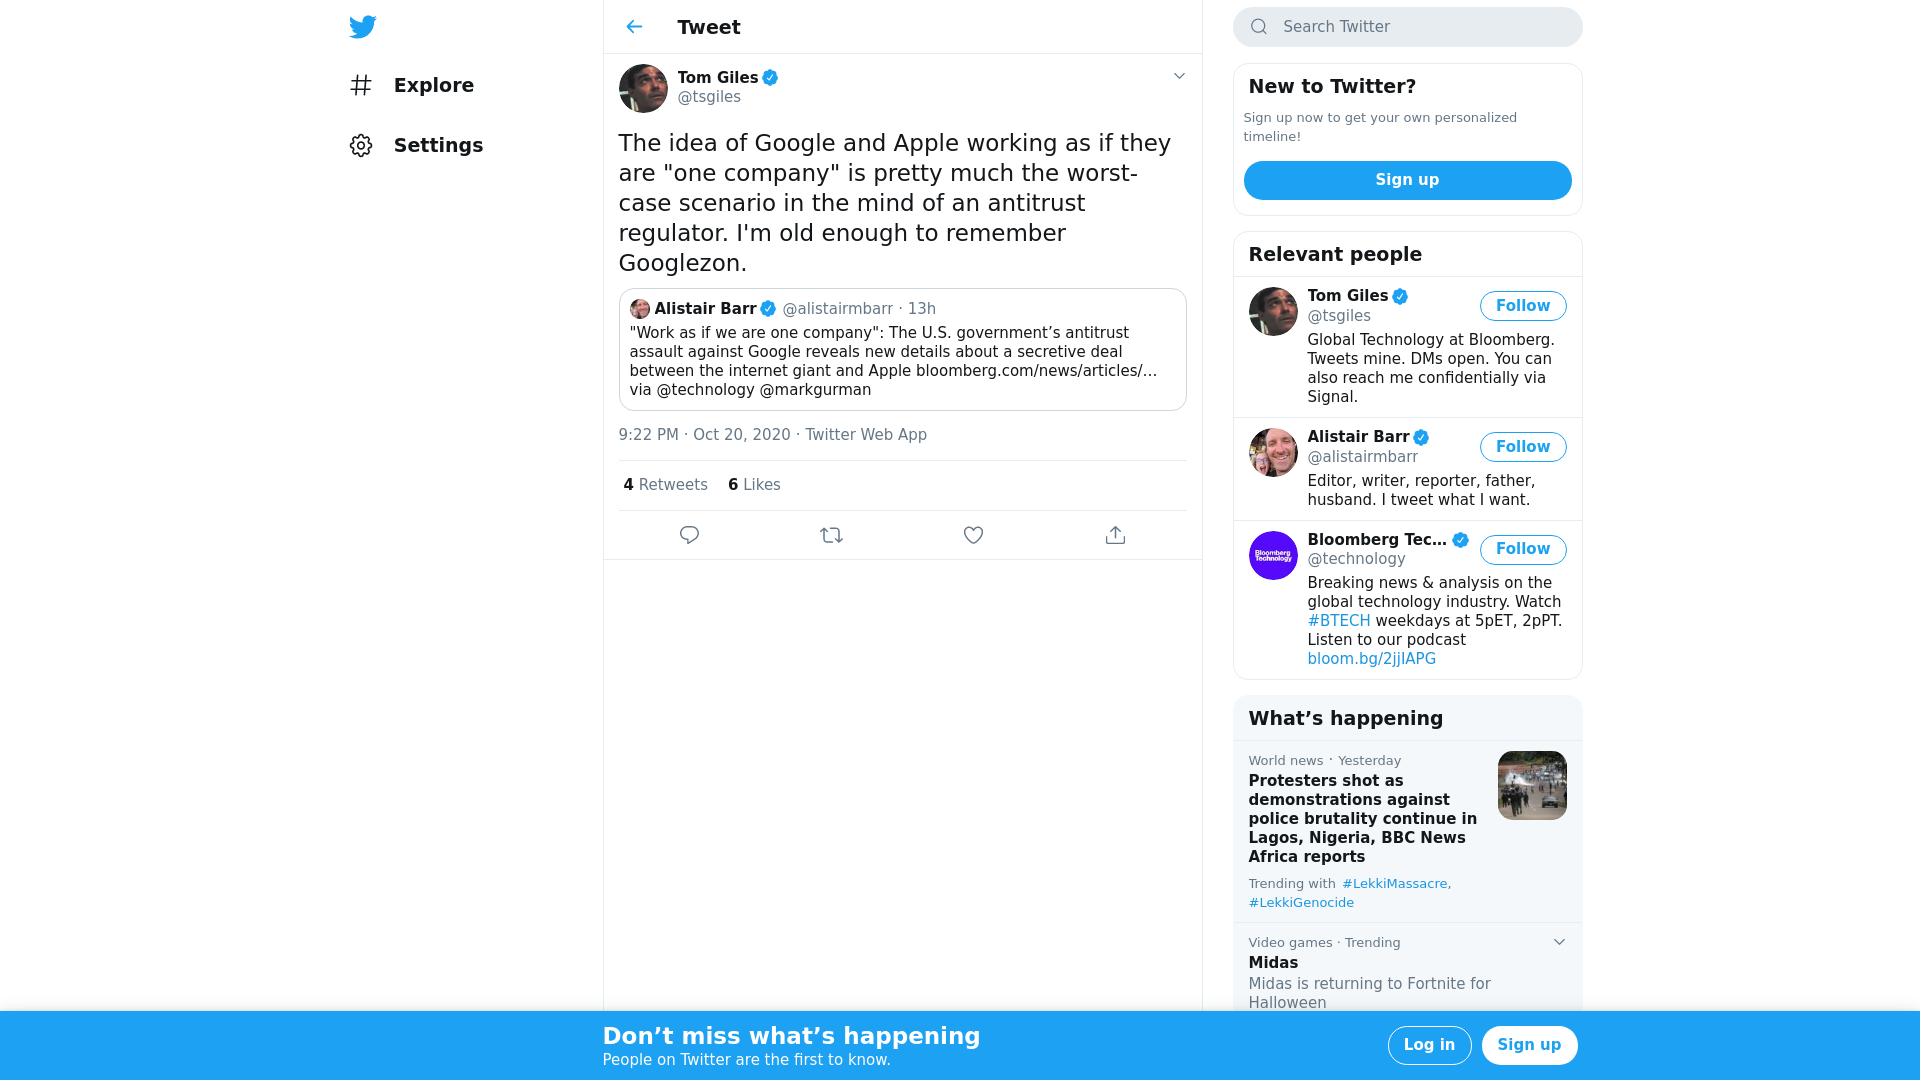 Explore
Settings
Tweet
Tom Giles
@tsgiles
The idea of Google and Apple working as if they
are "one company" is pretty much the worst-
case scenario in the mind of an antitrust
regulator. I'm old enough to remember
Googlezon.
Alistair Barr @alistairmbarr · 13h
"Work as if we are one company": The U.S. government’s antitrust
assault against Google reveals new details about a secretive deal
between the internet giant and Apple bloomberg.com/news/articles/…
via @technology @markgurman
9:22 PM · Oct 20, 2020 · Twitter Web App
4 Retweets 6 Likes
Search Twitter
New to Twitter?
Sign up now to get your own personalized
timeline!
Sign up
Relevant people
Tom Giles
@tsgiles
Follow
Global Technology at Bloomberg.
Tweets mine. DMs open. You can
also reach me confidentially via
Signal.
Alistair Barr
@alistairmbarr
Follow
Editor, writer, reporter, father,
husband. I tweet what I want.
Bloomberg
Technology
Bloomberg Tec…
@technology
Follow
Breaking news & analysis on the
global technology industry. Watch
#BTECH weekdays at 5pET, 2pPT.
Listen to our podcast
bloom.bg/2jjIAPG
What’s happening
World news · Yesterday
Protesters shot as
demonstrations against
police brutality continue in
Lagos, Nigeria, BBC News
Africa reports
Trending with #LekkiMassacre,
#LekkiGenocide
Video games · Trending
Midas
Midas is returning to Fortnite for
Halloween
Don’t miss what’s happening
People on Twitter are the first to know.
Log in
Sign up